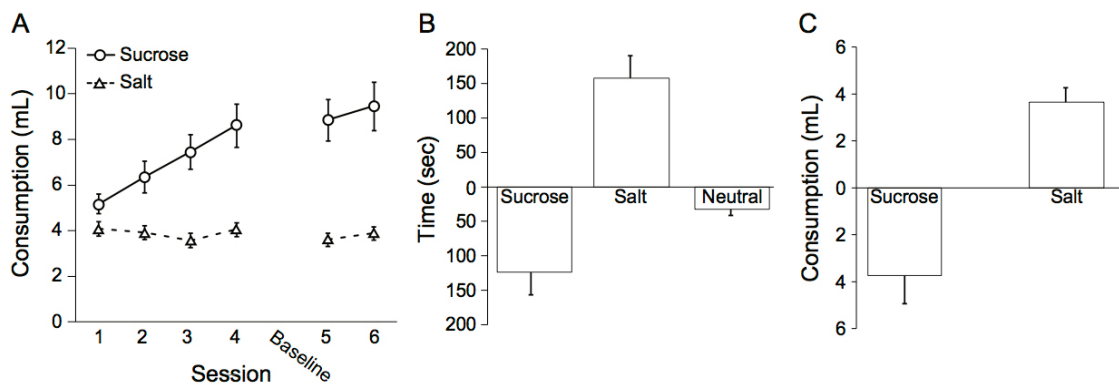 A
Consumption (mL)
12
10
8
6
4
2
0
Sucrose
Salt
1 2 3 4 Baseline 5 6
Session
B
Time (sec)
200
150
100
50
0
50
100
150
200
Sucrose
Salt
Neutral
C
Consumption (mL)
6
4
2
0
2
4
6
Sucrose
Salt